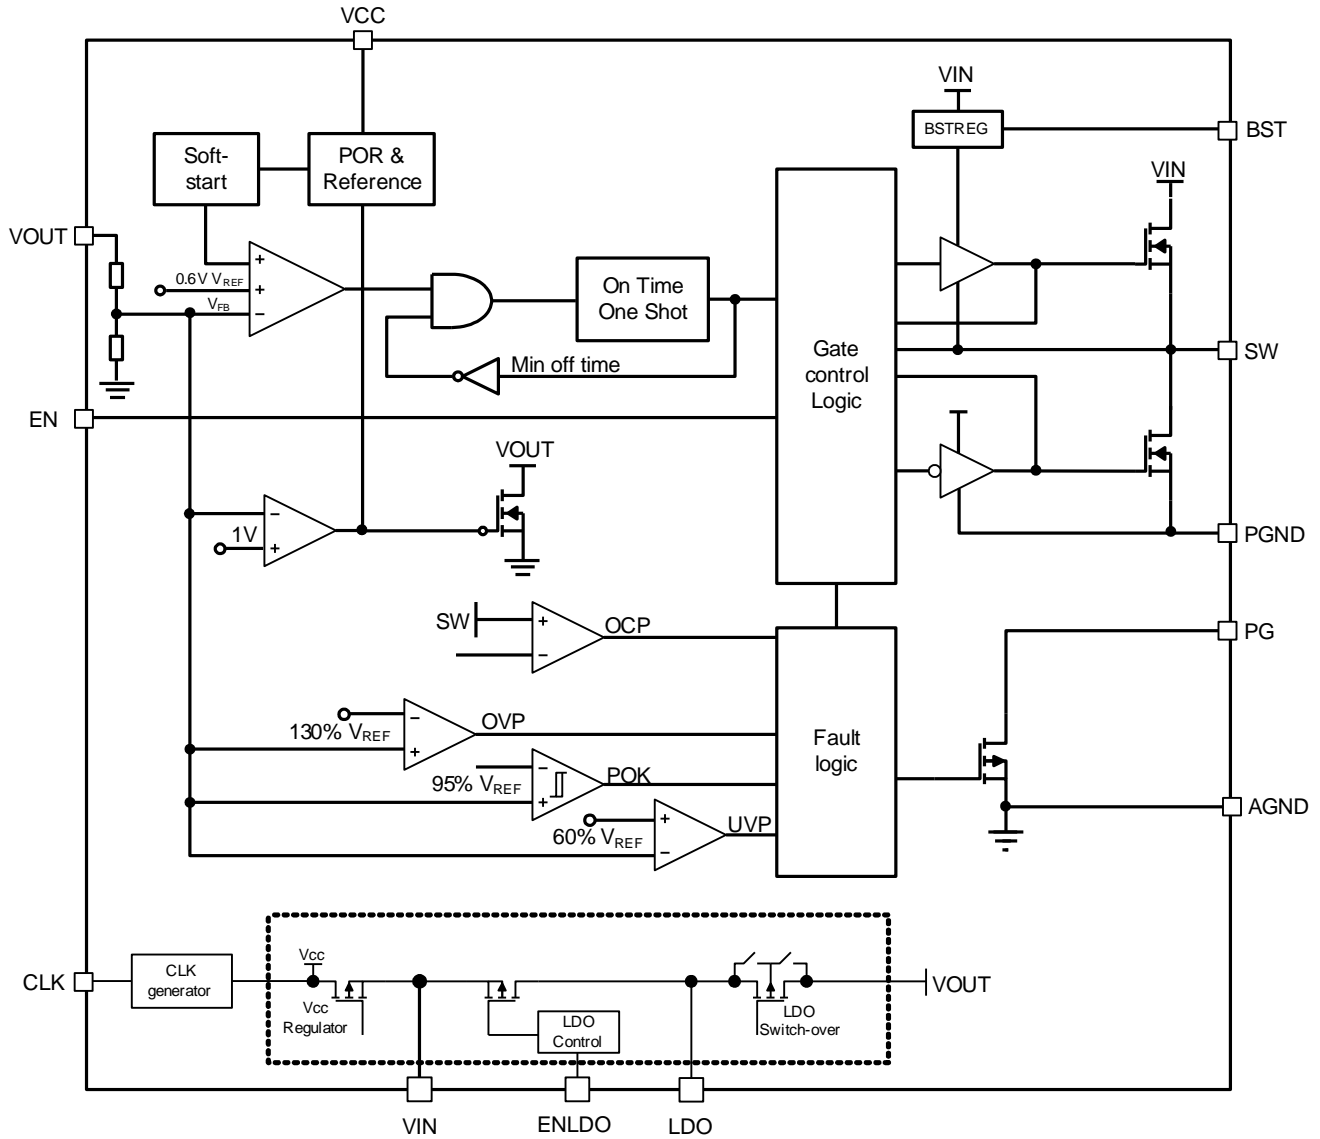 VCC
VIN
BSTREG
BST
Soft-
start
POR &
Reference
VIN
VOUT
0.6V VREF
+
+
VFB
−
On Time
One Shot
Min off time
Gate
control
Logic
SW
EN
VOUT
−
1V
+
PGND
SW
+
−
OCP
PG
130% VREF
−
+
OVP
Fault
logic
95% VREF
−
+
POK
60% VREF
+
−
UVP
AGND
CLK
CLK
generator
Vcc
Vcc
Regulator
LDO
Control
LDO
Switch-over
VOUT
VIN
ENLDO
LDO